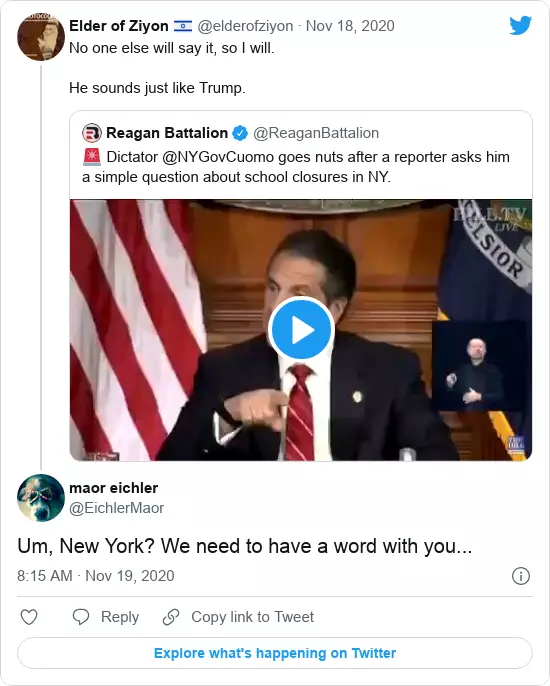 Elder of Ziyon 🇮🇱 @elderofziyon · Nov 18, 2020
No one else will say it, so I will.
He sounds just like Trump.
Reagan Battalion @ReaganBattalion
🚨 Dictator @NYGovCuomo goes nuts after a reporter asks him
a simple question about school closures in NY.
LIVE
ELSIOR
maor eichler
@EichlerMaor
Um, New York? We need to have a word with you...
8:15 AM · Nov 19, 2020
Reply
Copy link to Tweet
Explore what's happening on Twitter